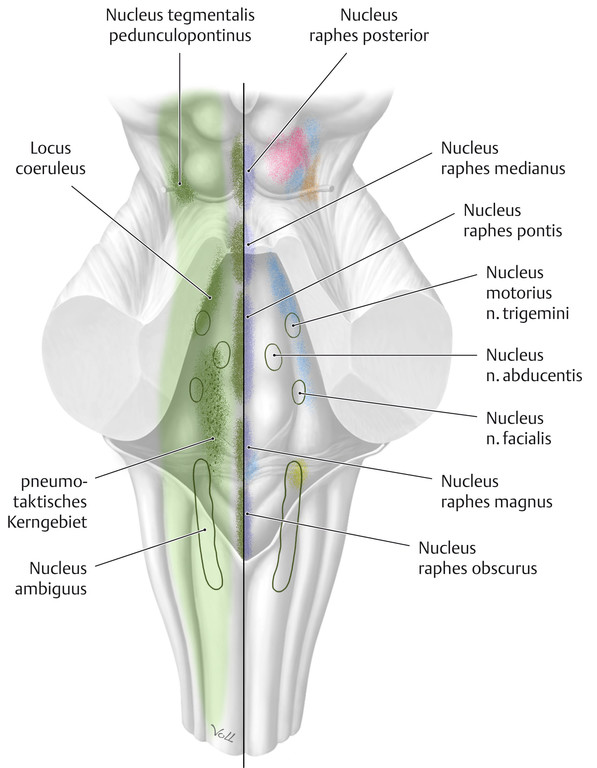 Nucleus tegmentalis
pedunculopontinus
Nucleus
raphes posterior
Locus
coeruleus
Nucleus
raphes medianus
Nucleus
raphes pontis
Nucleus
motorius
n. trigemini
Nucleus
n. abducentis
Nucleus
n. facialis
pneumo-
taktisches
Kerngebiet
Nucleus
raphes magnus
Nucleus
ambiguus
Nucleus
raphes obscurus
Voll